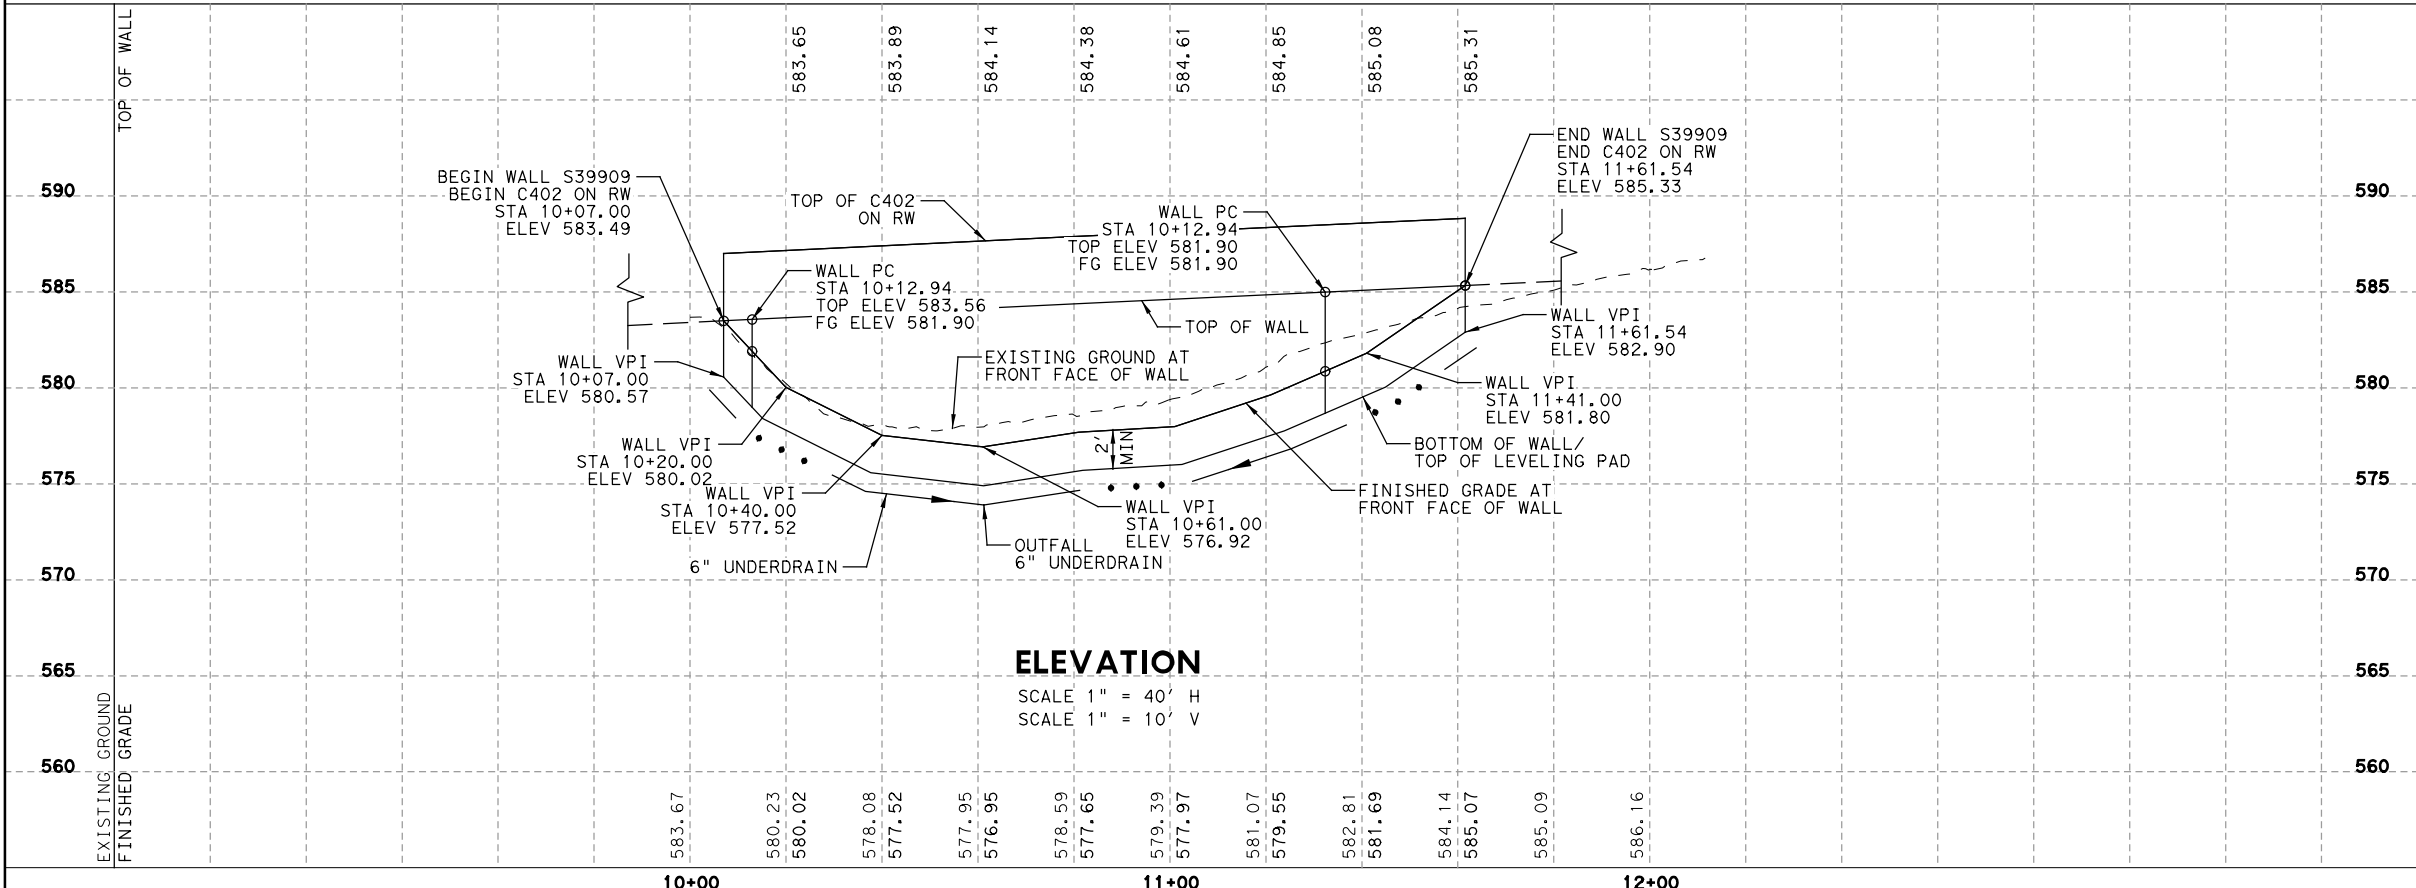 TOP OF WALL
583.65
583.89
584.14
584.38
584.61
584.85
585.08
585.31
BEGIN WALL S39909
BEGIN C402 ON RW
STA 10+07.00
ELEV 583.49
TOP OF C402
ON RW
WALL PC
STA 10+12.94
TOP ELEV 581.90
FG ELEV 581.90
END WALL S39909
END C402 ON RW
STA 11+61.54
ELEV 585.33
590
590
WALL PC
STA 10+12.94
TOP ELEV 583.56
FG ELEV 581.90
585
585
TOP OF WALL
WALL VPI
STA 11+61.54
ELEV 582.90
WALL VPI
STA 10+07.00
ELEV 580.57
EXISTING GROUND AT
FRONT FACE OF WALL
580
580
WALL VPI
STA 11+41.00
ELEV 581.80
WALL VPI
STA 10+20.00
ELEV 580.02
2'
MIN
BOTTOM OF WALL/
TOP OF LEVELING PAD
575
575
WALL VPI
STA 10+40.00
ELEV 577.52
WALL VPI
STA 10+61.00
ELEV 576.92
FINISHED GRADE AT
FRONT FACE OF WALL
OUTFALL
6" UNDERDRAIN
6" UNDERDRAIN
570
570
ELEVATION
SCALE 1" = 40' H
SCALE 1" = 10' V
565
565
560
560
EXISTING GROUND
FINISHED GRADE
583.67
580.23
580.02
578.08
577.52
577.95
576.95
578.59
577.65
579.39
577.97
581.07
579.55
582.81
581.69
584.14
585.07
585.09
586.16
10+00
11+00
12+00